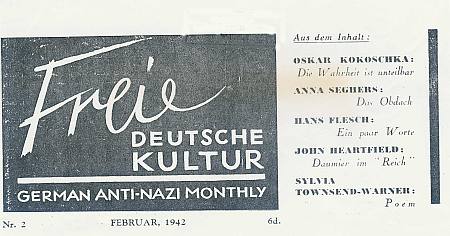 Freie
DEUTSCHE
KULTUR
GERMAN ANTI-NAZI MONTHLY
Nr. 2 FEBRUAR, 1942 6d.
Aus dem Inhalt:
OSKAR KOKOSCHKA:
Die Wahrheit ist unteilbar
ANNA SEGHERS:
Das Obdach
HANS FLESCH:
Ein paar Worte
JOHN HEARTFIELD:
Daumier im "Reich"
SYLVIA
TOWNSEND-WARNER:
Poem